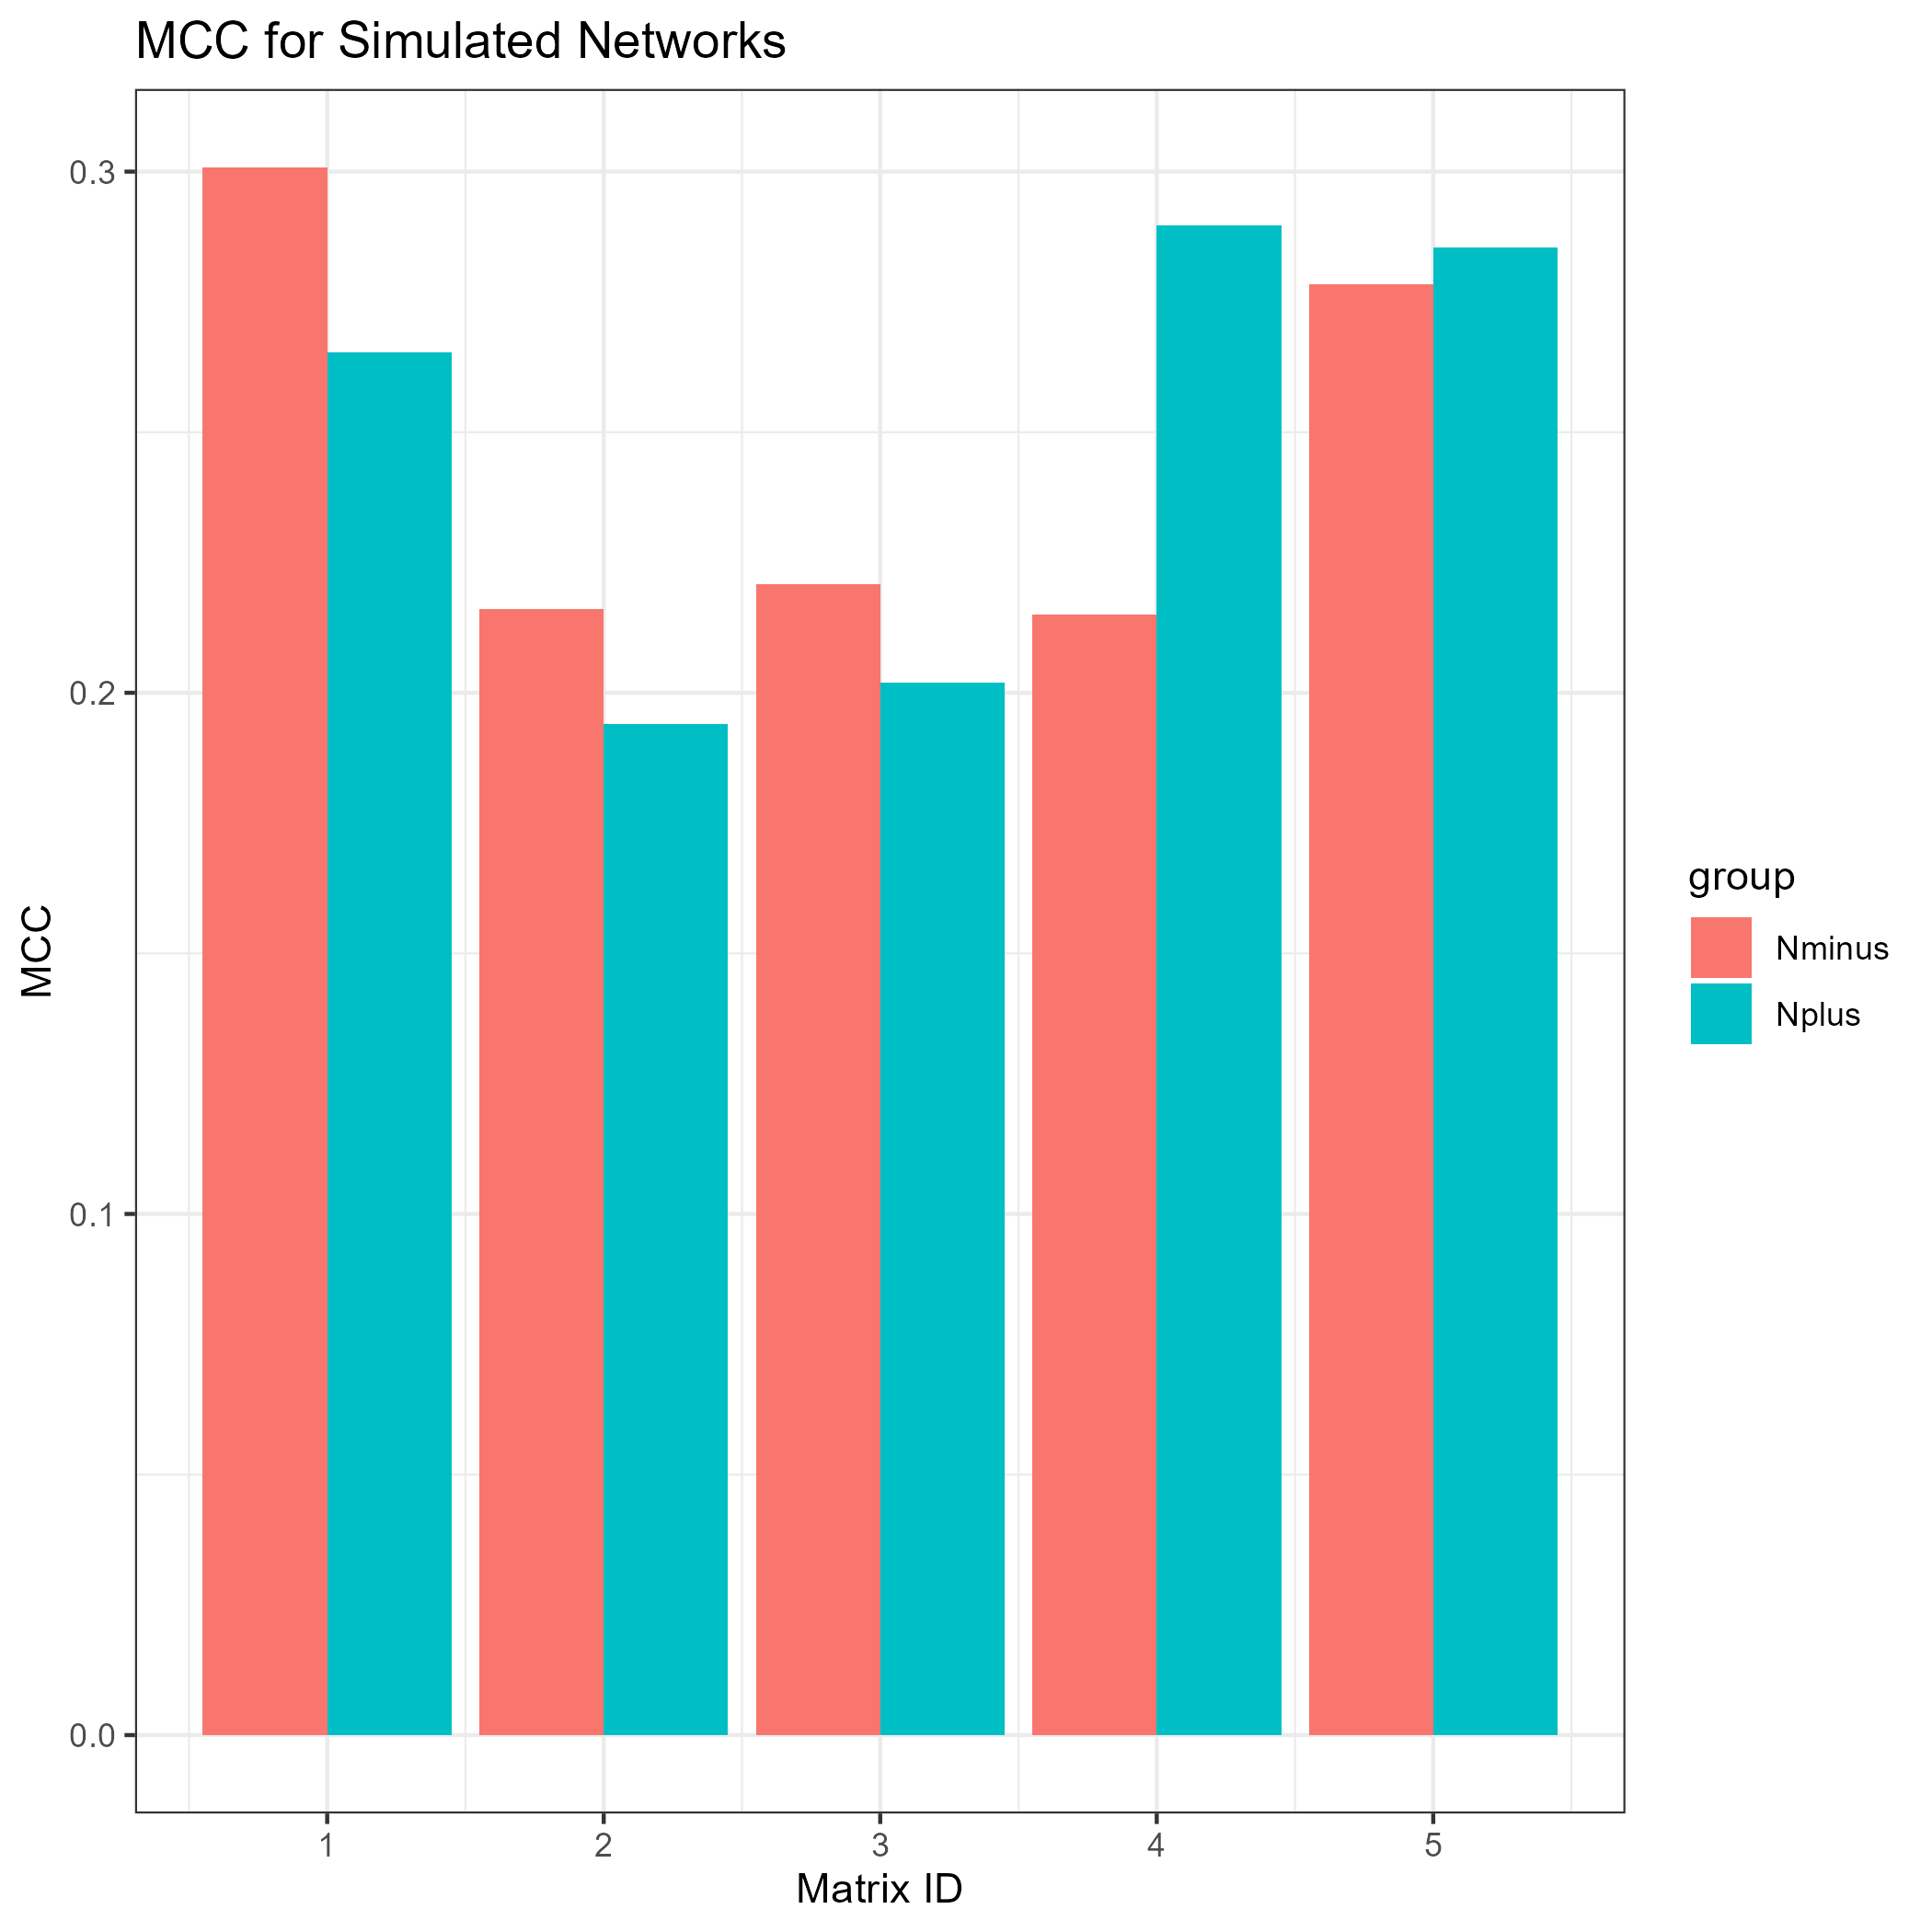 MCC for Simulated Networks
MCC
0.3
0.2
0.1
0.0
1 2 3 4 5
Matrix ID
group
Nminus
Nplus